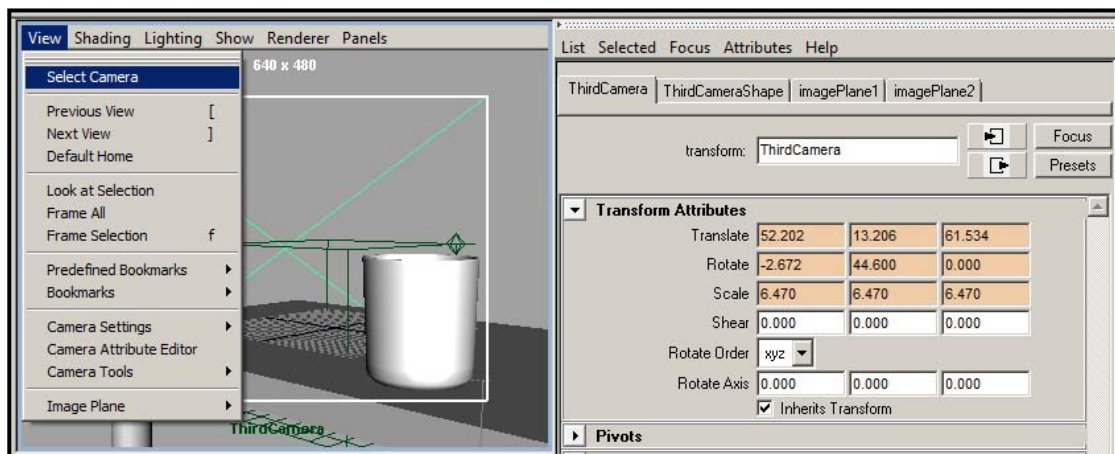 View Shading Lighting Show Renderer Panels
640 x 480
Select Camera
Previous View [
Next View ]
Default Home
Look at Selection
Frame All
Frame Selection f
Predefined Bookmarks
Bookmarks
Camera Settings
Camera Attribute Editor
Camera Tools
Image Plane
ThirdCamera
List Selected Focus Attributes Help
ThirdCamera ThirdCameraShape imagePlane1 imagePlane2
transform: ThirdCamera
Focus
Presets
Transform Attributes
Translate 52.202 13.206 61.534
Rotate -2.672 44.600 0.000
Scale 6.470 6.470 6.470
Shear 0.000 0.000 0.000
Rotate Order xyz
Rotate Axis 0.000 0.000 0.000
Inherits Transform
Pivots